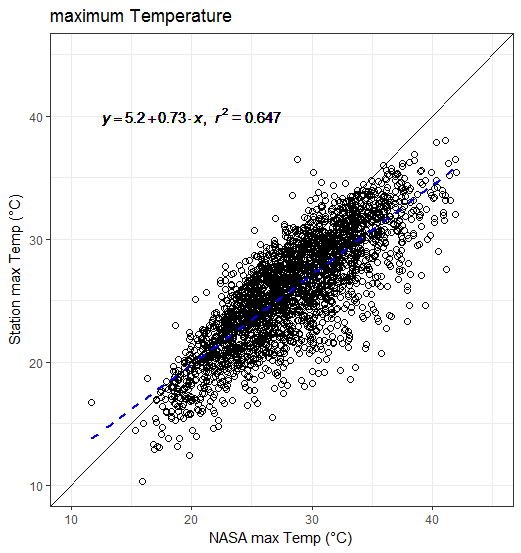 maximum Temperature
y = 5.2 + 0.73 · x, r² = 0.647
40
30
20
10
Station max Temp (°C)
10 20 30 40
NASA max Temp (°C)